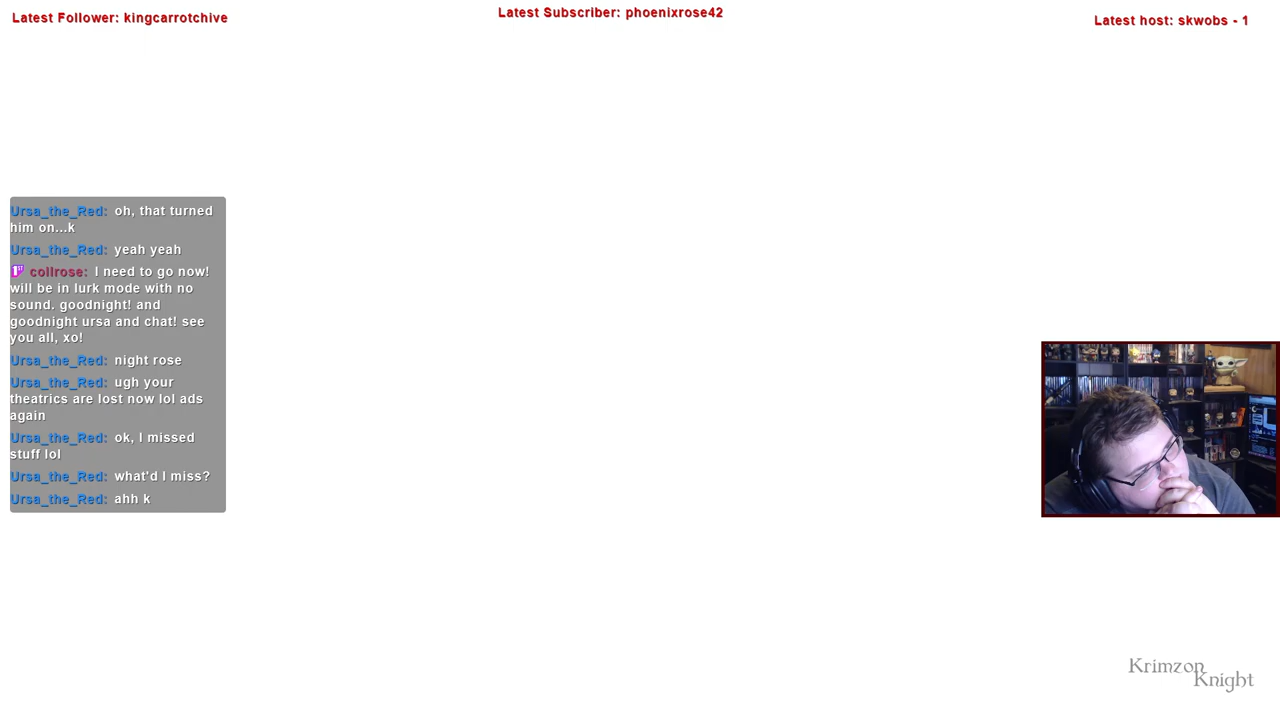 Latest Follower: kingcarrotchive
Latest Subscriber: phoenixrose42
Latest host: skwobs - 1
Ursa_the_Red: oh, that turned
him on...k
Ursa_the_Red: yeah yeah
collrose: I need to go now!
will be in lurk mode with no
sound. goodnight! and
goodnight ursa and chat! see
you all, xo!
Ursa_the_Red: night rose
Ursa_the_Red: ugh your
theatrics are lost now lol ads
again
Ursa_the_Red: ok, I missed
stuff lol
Ursa_the_Red: what'd I miss?
Ursa_the_Red: ahh k
Krimzon
Knight